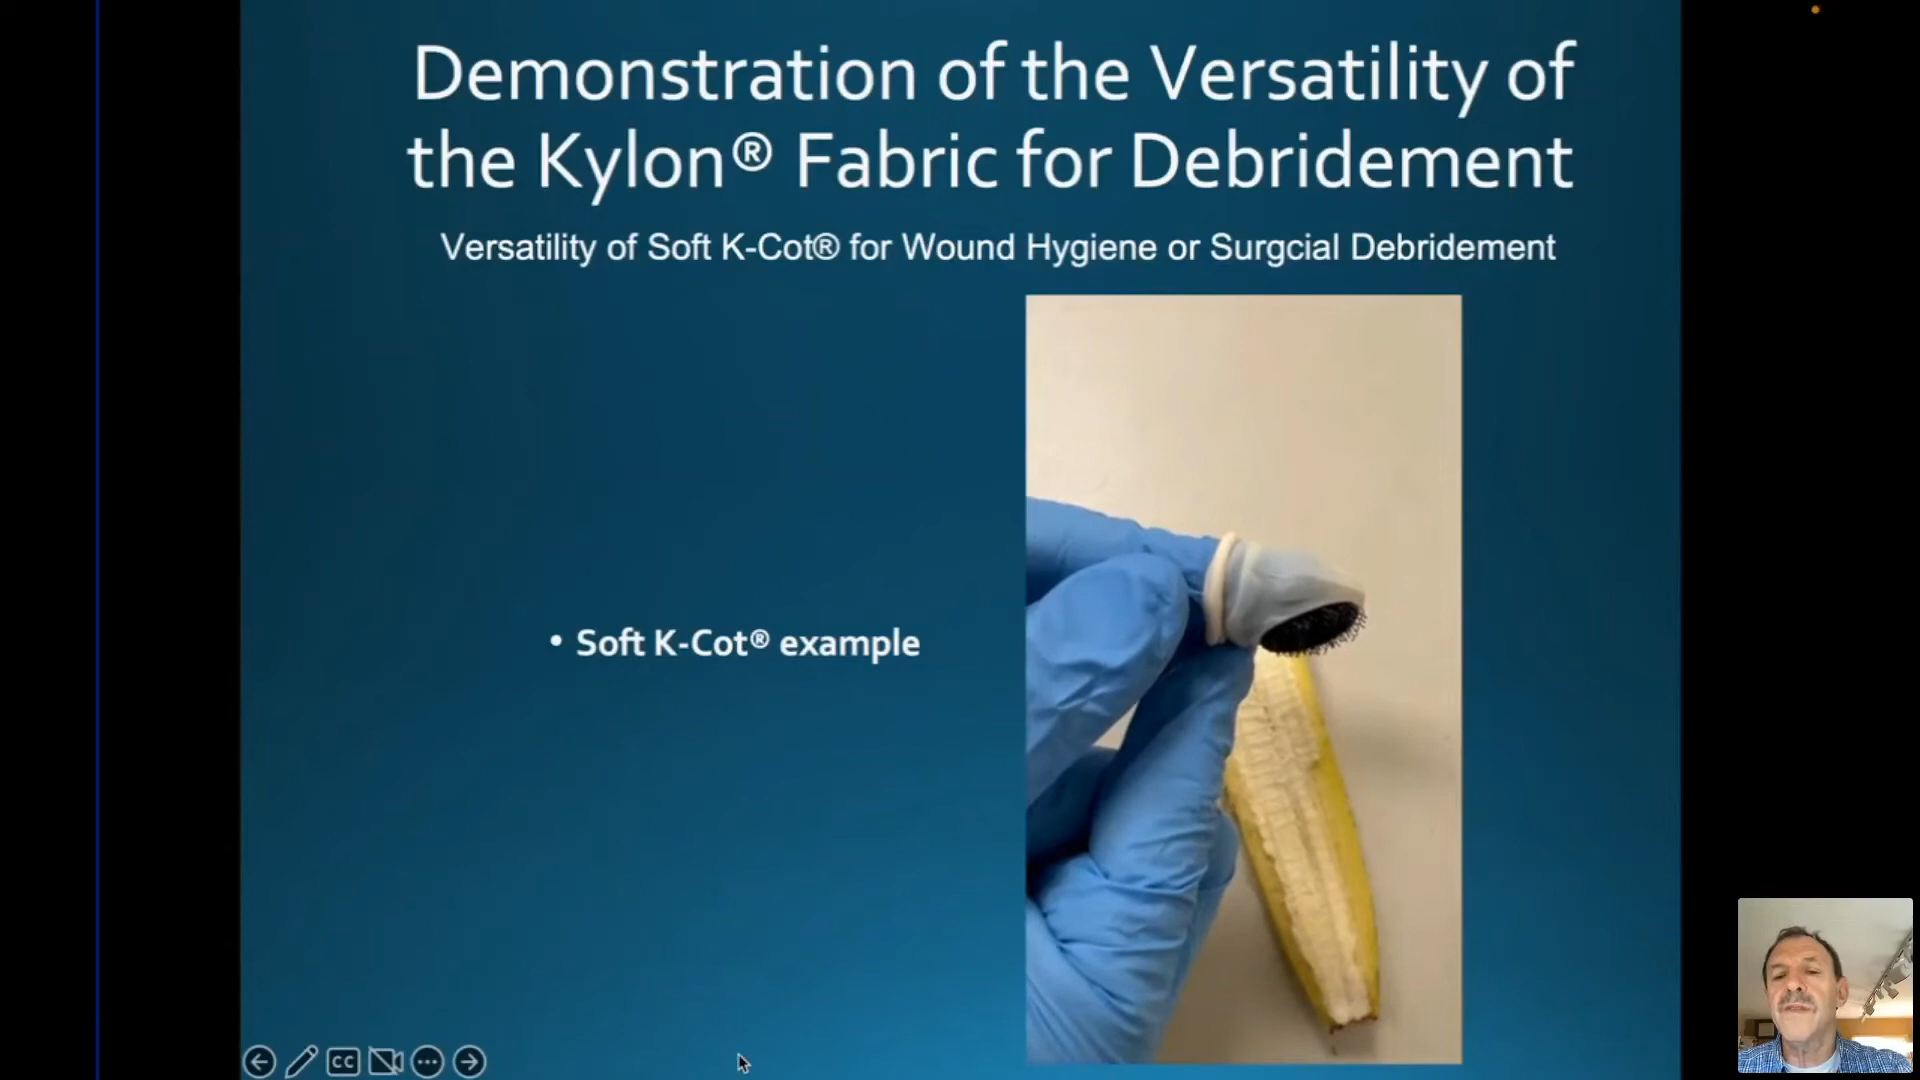 Demonstration of the Versatility of
the Kylon® Fabric for Debridement
Versatility of Soft K-Cot® for Wound Hygiene or Surgcial Debridement
• Soft K-Cot® example
CC